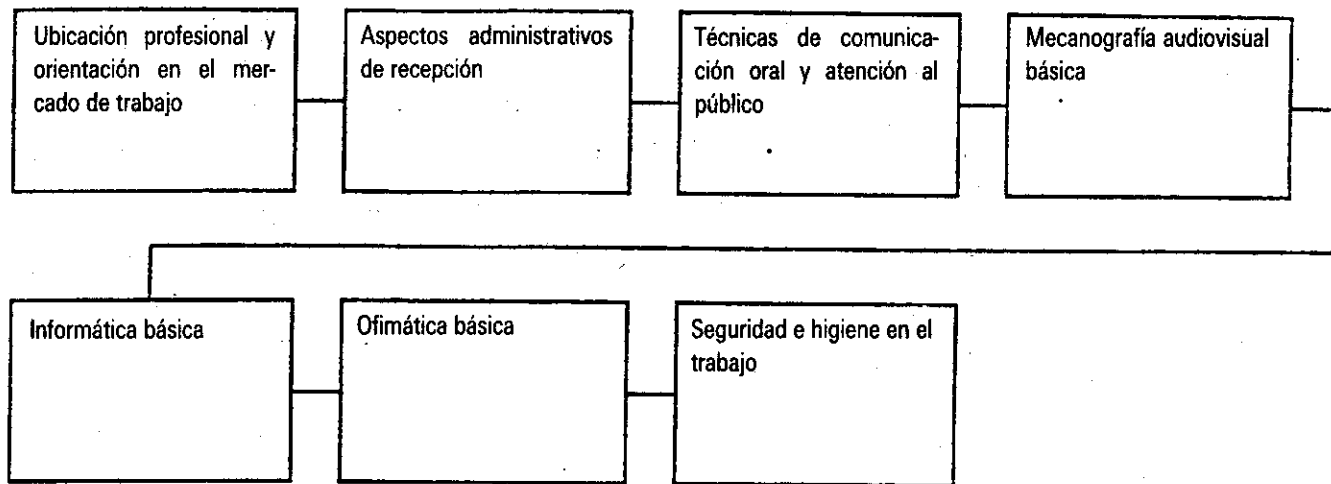 Ubicación profesional y
orientación en el mer-
cado de trabajo
Aspectos administrativos
de recepción
Técnicas de comunica-
ción oral y atención al
público
Mecanografía audiovisual
básica
Informática básica
Ofimática básica
Seguridad e higiene en el
trabajo